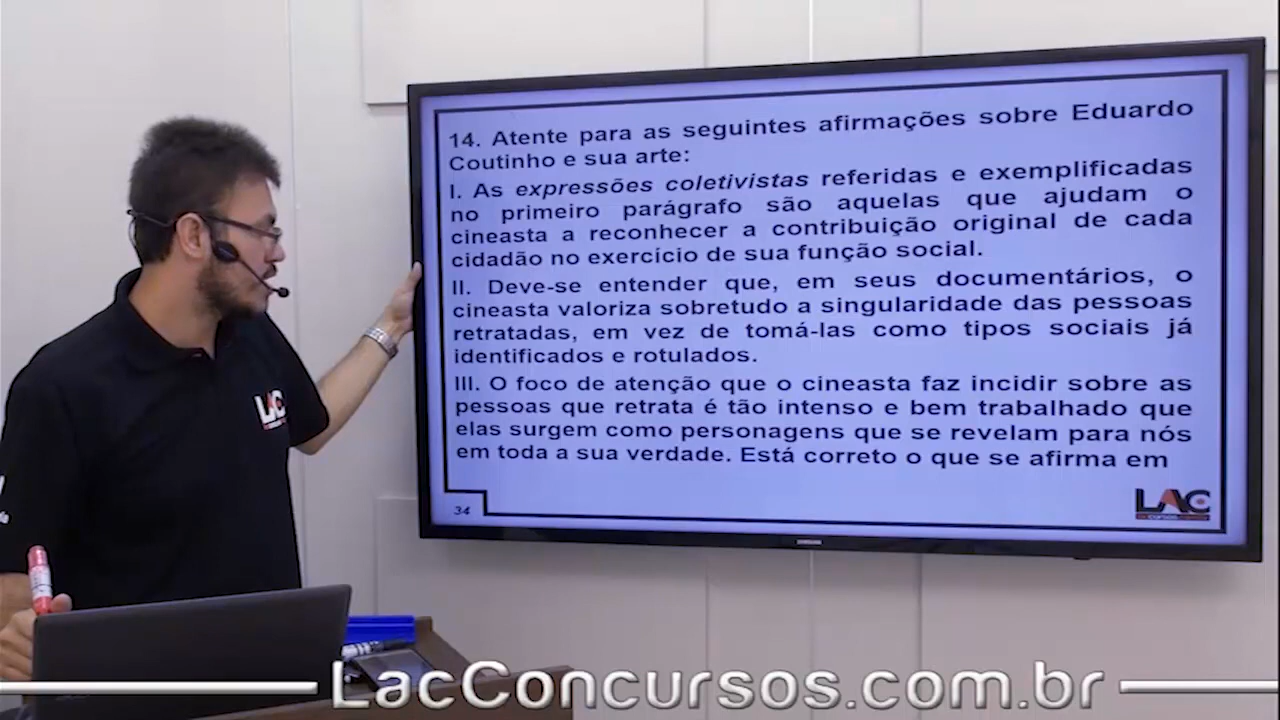 14. Atente para as seguintes afirmações sobre Eduardo
Coutinho e sua arte:
I. As expressões coletivistas referidas e exemplificadas
no primeiro parágrafo são aquelas que ajudam o
cineasta a reconhecer a contribuição original de cada
cidadão no exercício de sua função social.
II. Deve-se entender que, em seus documentários, o
cineasta valoriza sobretudo a singularidade das pessoas
retratadas, em vez de tomá-las como tipos sociais já
identificados e rotulados.
III. O foco de atenção que o cineasta faz incidir sobre as
pessoas que retrata é tão intenso e bem trabalhado que
elas surgem como personagens que se revelam para nós
em toda a sua verdade. Está correto o que se afirma em
34
LAC
LAC
SAMSUNG
LacConcursos.com.br